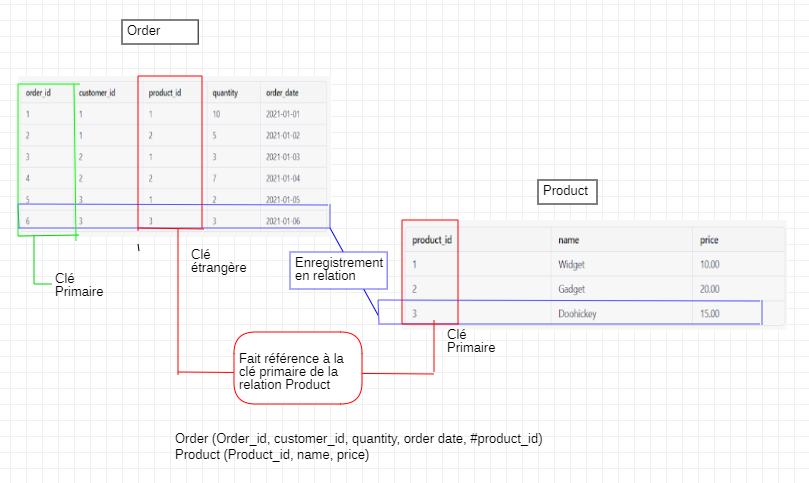 Order
order_id customer_id product_id quantity order_date
1 1 1 10 2021-01-01
2 1 2 5 2021-01-02
3 2 1 3 2021-01-03
4 2 2 7 2021-01-04
5 3 1 2 2021-01-05
6 3 3 3 2021-01-06
Clé
Primaire
Clé
étrangère
Enregistrement
en relation
Product
product_id name price
1 Widget 10.00
2 Gadget 20.00
3 Doohickey 15.00
Clé
Primaire
Fait référence à la
clé primaire de la
relation Product
Order (Order_id, customer_id, quantity, order date, #product_id)
Product (Product_id, name, price)